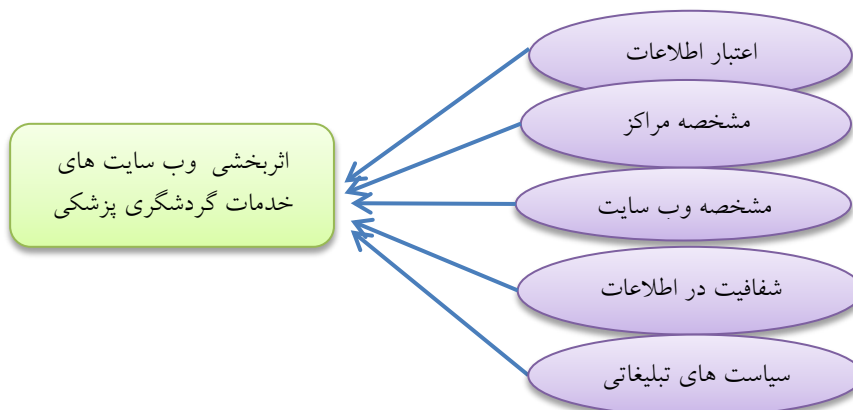 اعتبار اطلاعات
مشخصه مراکز
اثربخشی وب سایت های
خدمات گردشگری پزشکی
مشخصه وب سایت
شفافیت در اطلاعات
سیاست های تبلیغاتی